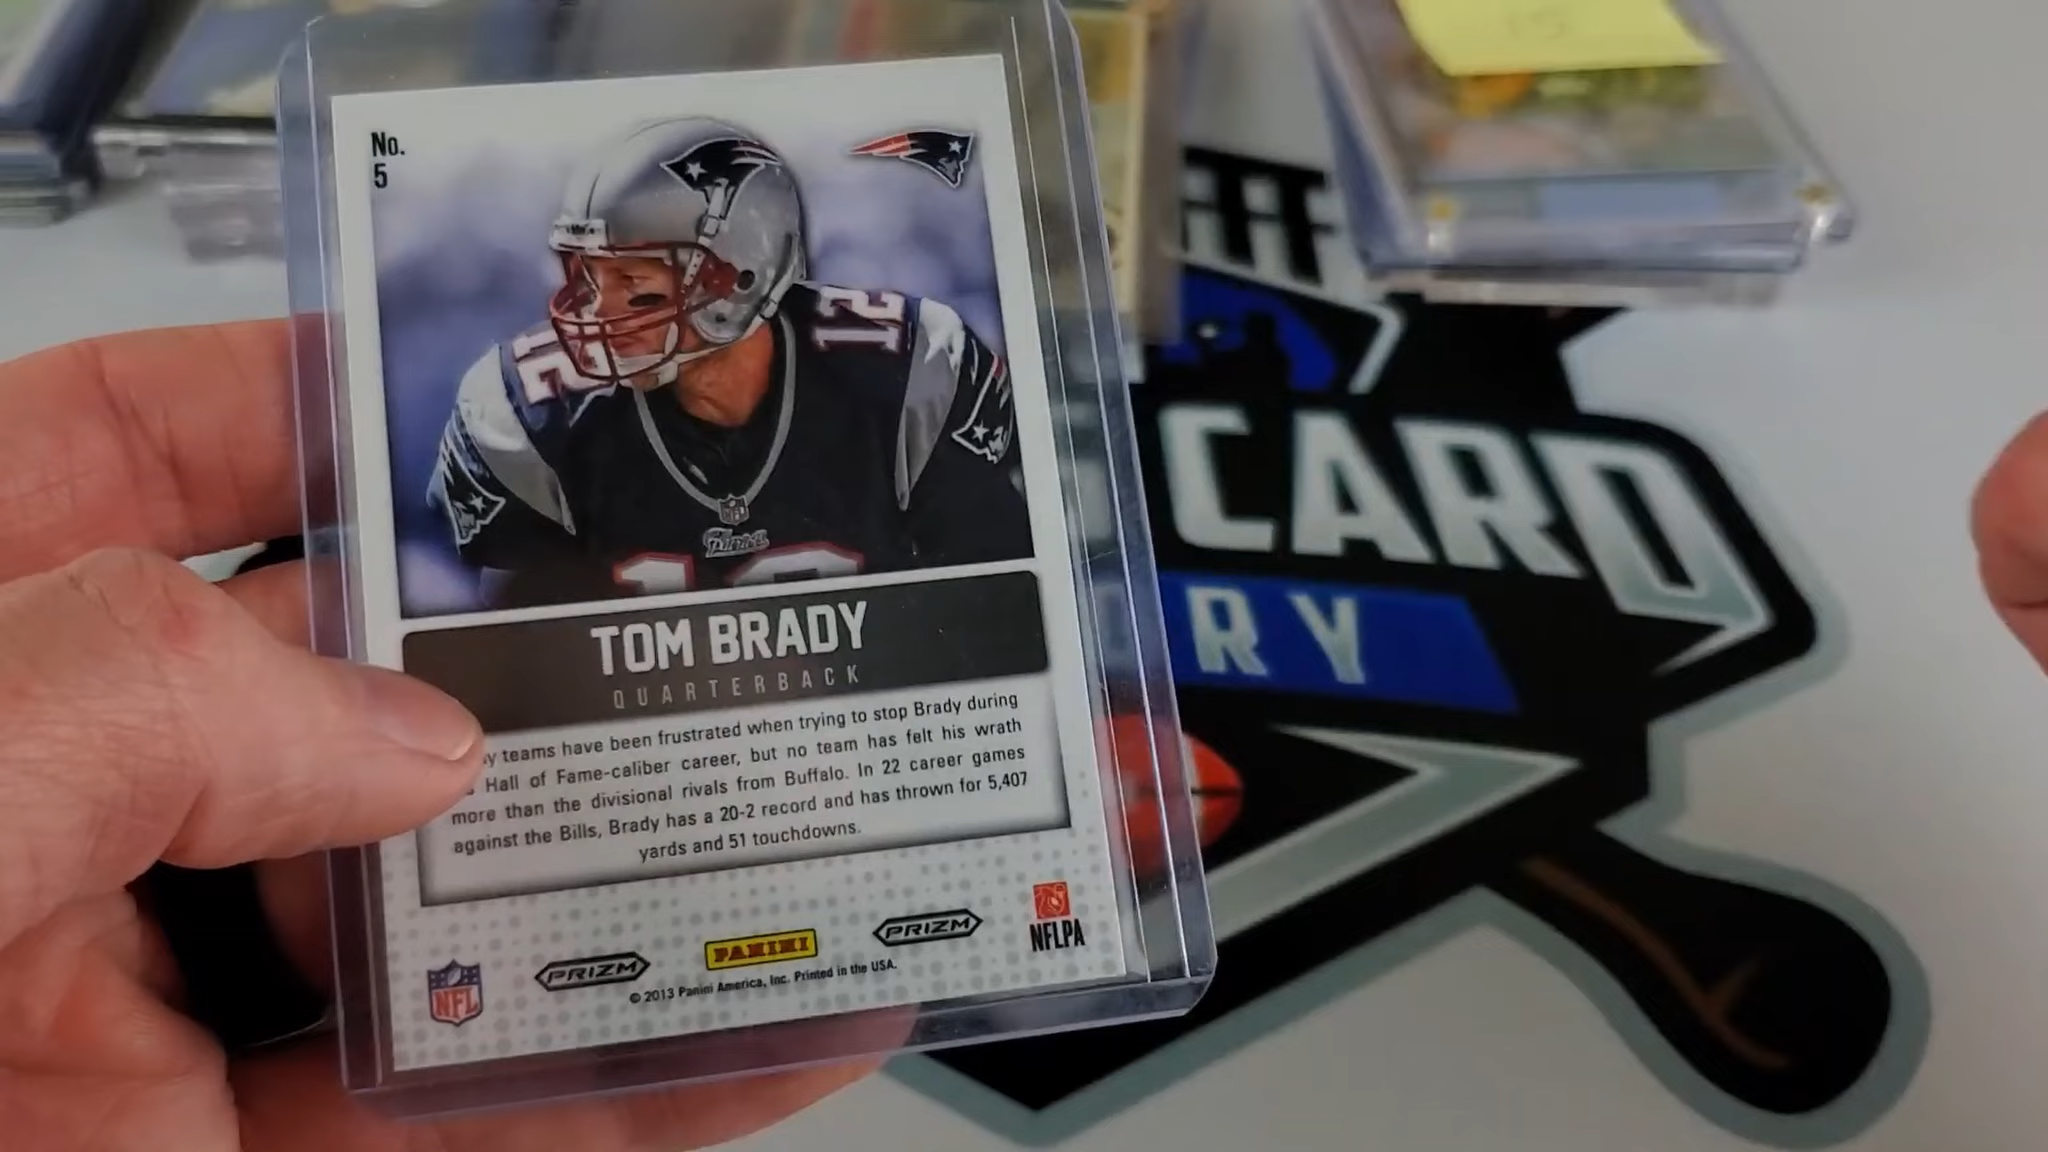 No.
5
12
12
NFL
Patriots
TOM BRADY
QUARTERBACK
teams have been frustrated when trying to stop Brady during
Hall of Fame-caliber career, but no team has felt his wrath
more than the divisional rivals from Buffalo. In 22 career games
against the Bills, Brady has a 20-2 record and has thrown for 5,407
yards and 51 touchdowns.
NFL
PRIZM
PANINI
PRIZM
NFLPA
© 2013 Panini America, Inc. Printed in the USA.
CARD
RY